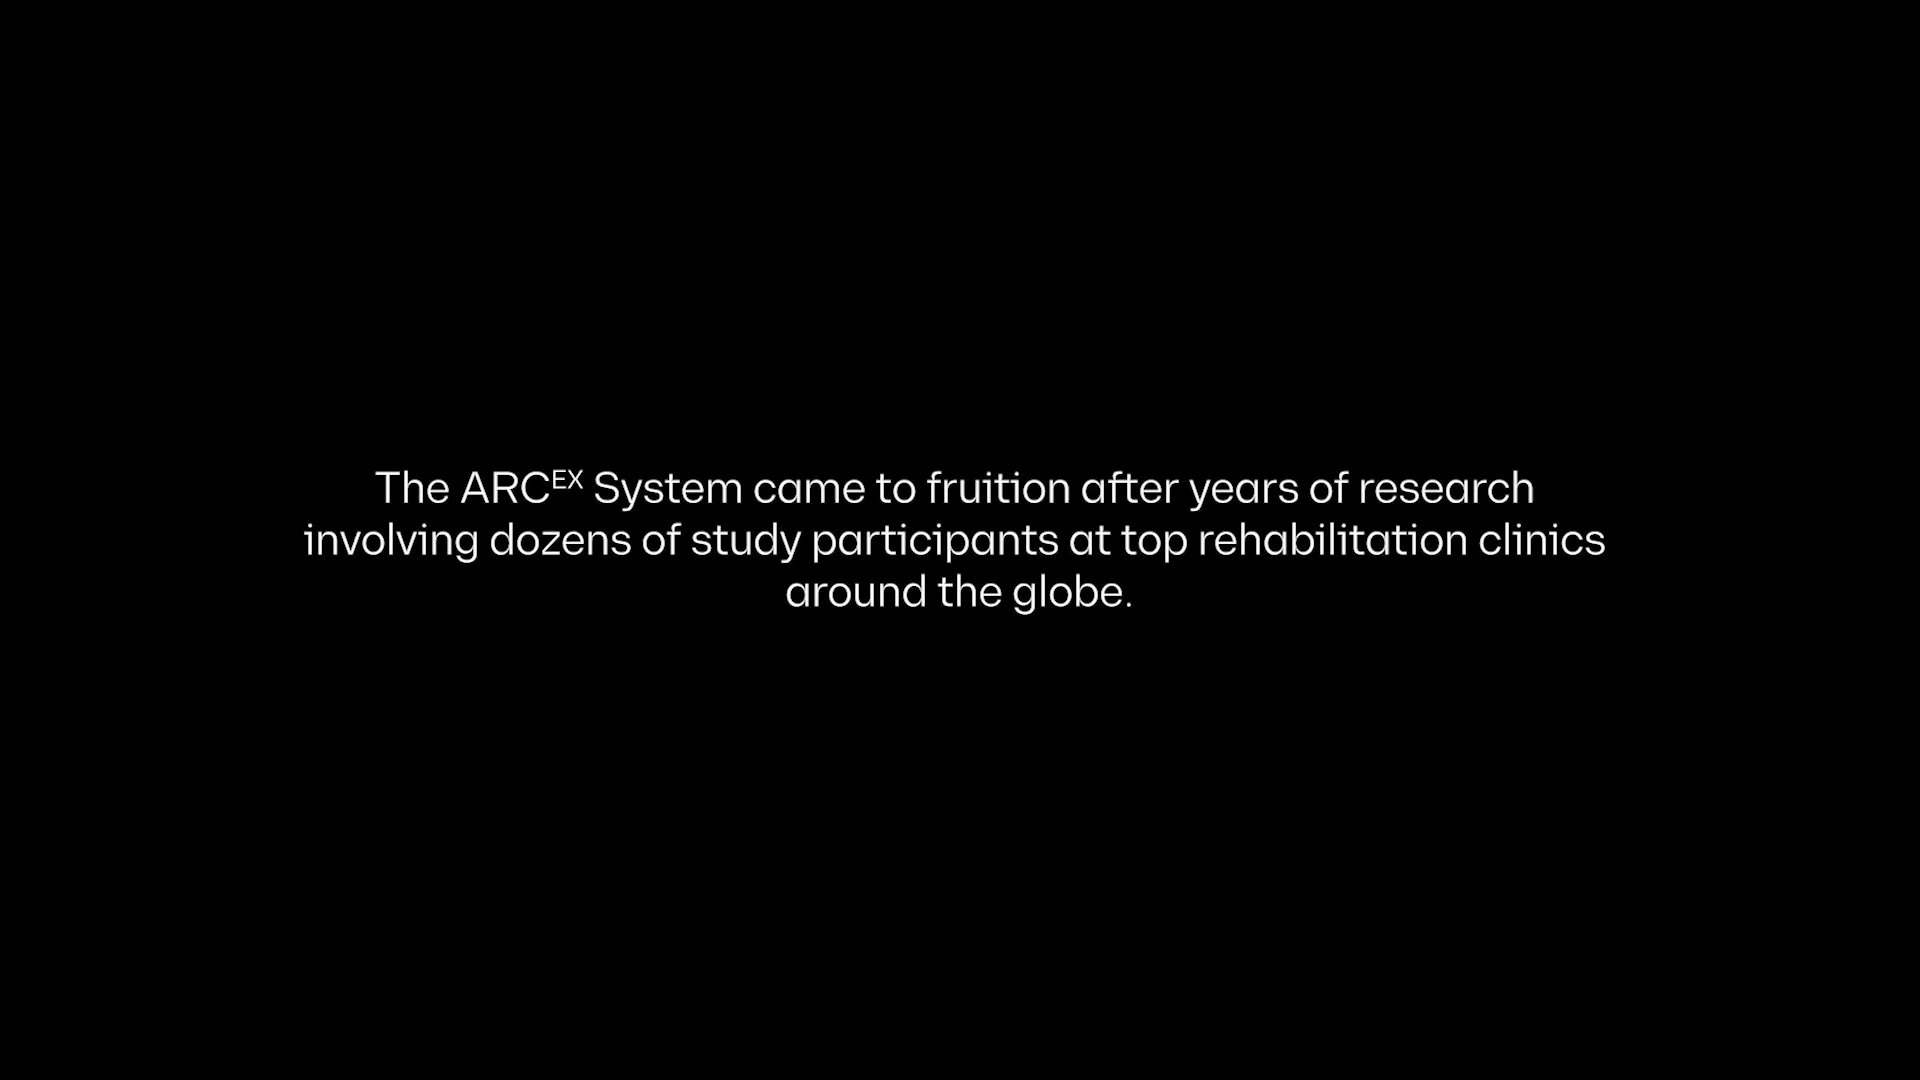 The ARCᴱˣ System came to fruition after years of research
involving dozens of study participants at top rehabilitation clinics
around the globe.